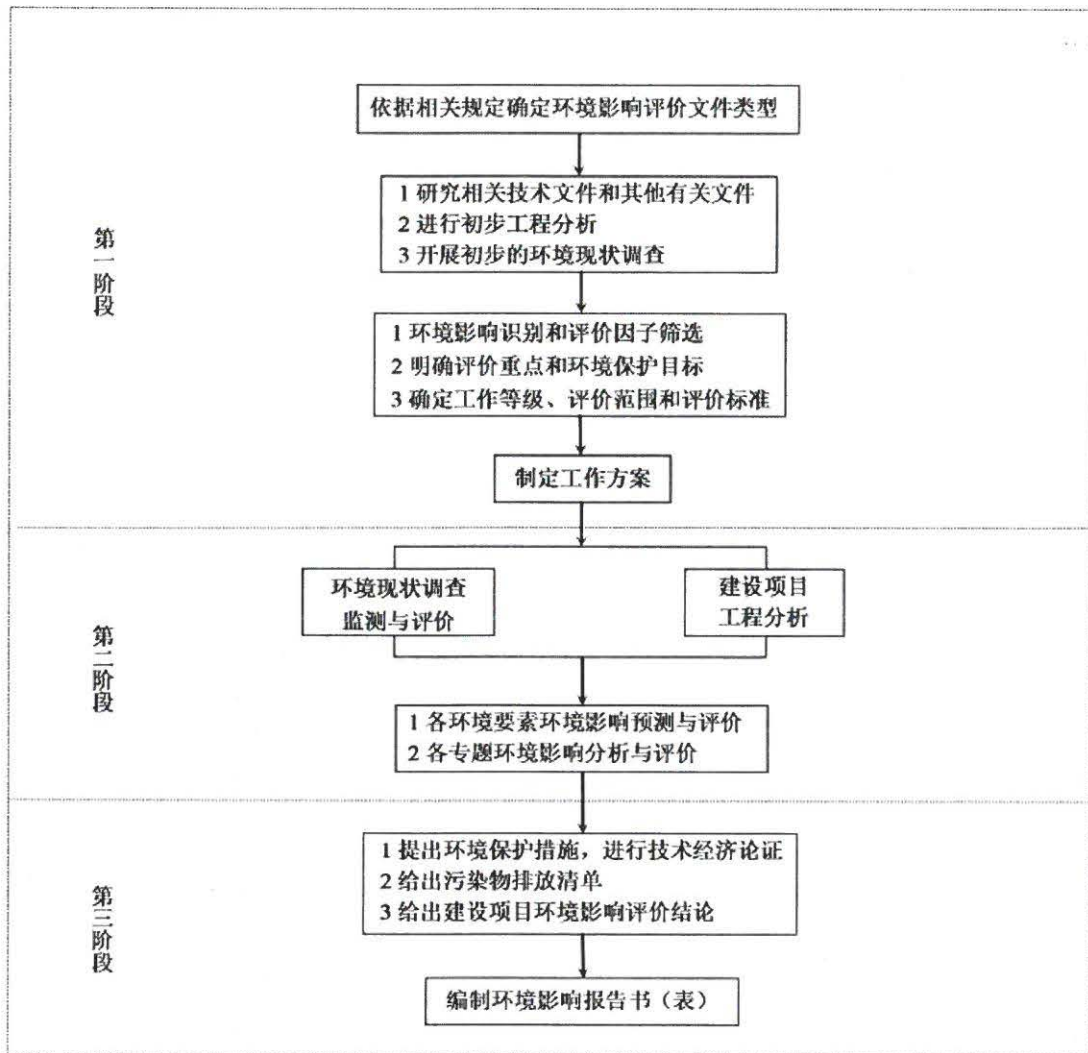 依据相关规定确定环境影响评价文件类型
1 研究相关技术文件和其他有关文件
2 进行初步工程分析
3 开展初步的环境现状调查
第一阶段
1 环境影响识别和评价因子筛选
2 明确评价重点和环境保护目标
3 确定工作等级、评价范围和评价标准
制定工作方案
环境现状调查
监测与评价
建设项目
工程分析
第二阶段
1 各环境要素环境影响预测与评价
2 各专题环境影响分析与评价
1 提出环境保护措施，进行技术经济论证
2 给出污染物排放清单
3 给出建设项目环境影响评价结论
第三阶段
编制环境影响报告书（表）